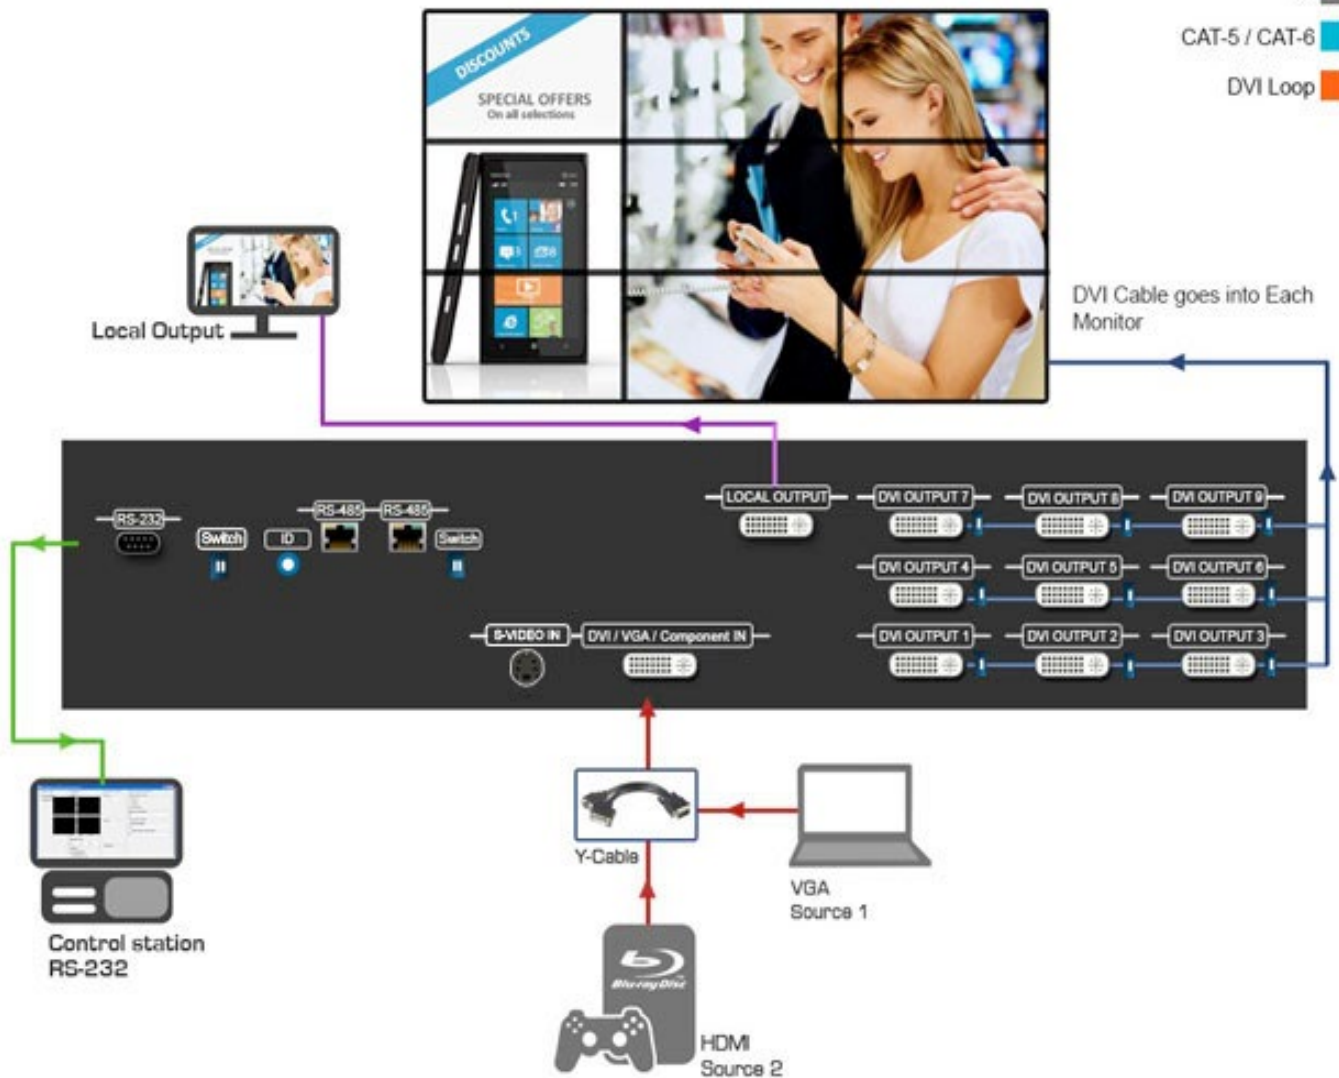 CAT-5 / CAT-6
DVI Loop
DISCOUNTS
SPECIAL OFFERS
On all selections
1
3
8
Local Output
DVI Cable goes into Each
Monitor
RS-232
Switch
ID
RS-485
RS-485
Switch
LOCAL OUTPUT
DVI OUTPUT 7
DVI OUTPUT 8
DVI OUTPUT 9
DVI OUTPUT 4
DVI OUTPUT 5
DVI OUTPUT 6
S-VIDEO IN
DVI / VGA / Component IN
DVI OUTPUT 1
DVI OUTPUT 2
DVI OUTPUT 3
Y-Cable
VGA
Source 1
Control station
RS-232
Blu-ray Disc
HDMI
Source 2